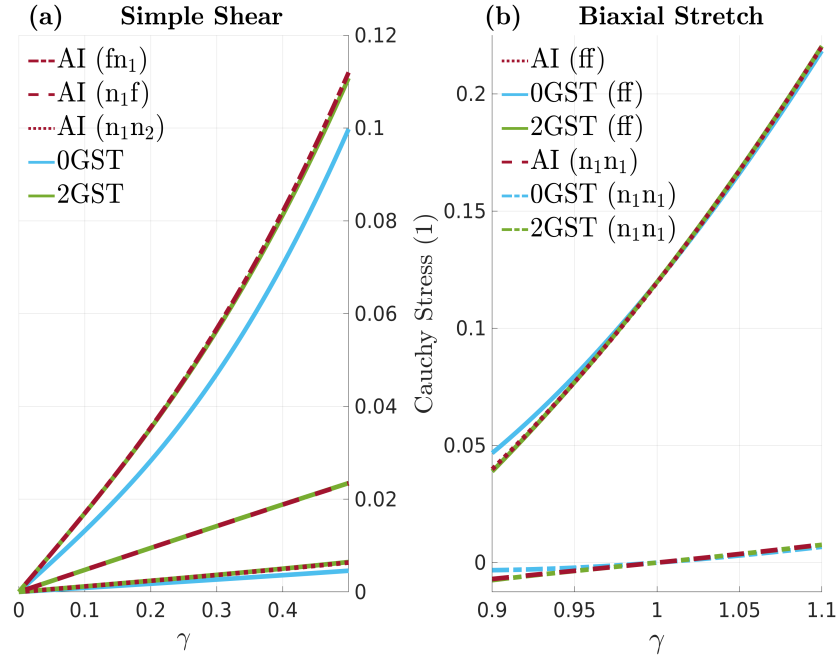 (a) Simple Shear
AI (fn₁)
AI (n₁f)
AI (n₁n₂)
0GST
2GST
0.12
0.1
0.08
0.06
0.04
0.02
0
0 0.1 0.2 0.3 0.4
γ
(b) Biaxial Stretch
AI (ff)
0GST (ff)
2GST (ff)
AI (n₁n₁)
0GST (n₁n₁)
2GST (n₁n₁)
Cauchy Stress (1)
0.2
0.15
0.1
0.05
0
0.9 0.95 1 1.05 1.1
γ